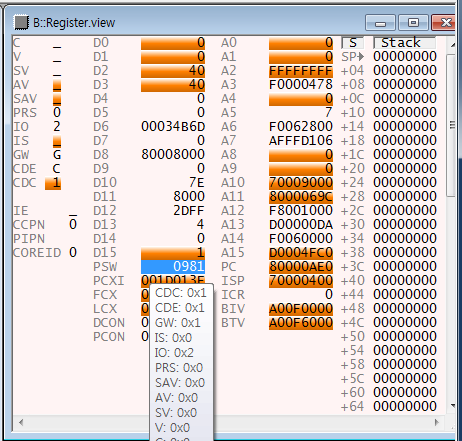 B::Register.view
C _ D0 0 A0 0 S Stack
V _ D1 0 A1 0 SP 00000000
SV _ D2 40 A2 FFFFFFFF +04 00000000
AV _ D3 40 A3 F0000478 +08 00000000
SAV _ D4 0 A4 0 +0C 00000000
PRS 0 D5 0 A5 7 +10 00000000
IO 2 D6 00034B6D A6 F0062800 +14 00000000
IS _ D7 0 A7 AFFFD106 +18 00000000
GW G D8 80008000 A8 0 +1C 00000000
CDE C D9 0 A9 0 +20 00000000
CDC 1 D10 7E A10 70009000 +24 00000000
D11 8000 A11 8000069C +28 00000000
IE _ D12 2DFF A12 F8001000 +2C 00000000
CCPN D13 4 A13 D00000DA +30 00000000
PIPN D14 0 A14 F0060000 +34 00000000
COREID 0 D15 1 A15 D0004FC0 +38 00000000
PSW 0981 PC 80000AE0 +3C 00000000
PCXI 001D013F ISP 70000400 +40 00000000
FCX ICR 0 +44 00000000
LCX BIV A00F0000 +48 00000000
DCON BTV A00F6000 +4C 00000000
PCON +50 00000000
+54 00000000
+58 00000000
+5C 00000000
+60 00000000
+64 00000000
CDC: 0x1
CDE: 0x1
GW: 0x1
IS: 0x0
IO: 0x2
PRS: 0x0
SAV: 0x0
AV: 0x0
SV: 0x0
V: 0x0